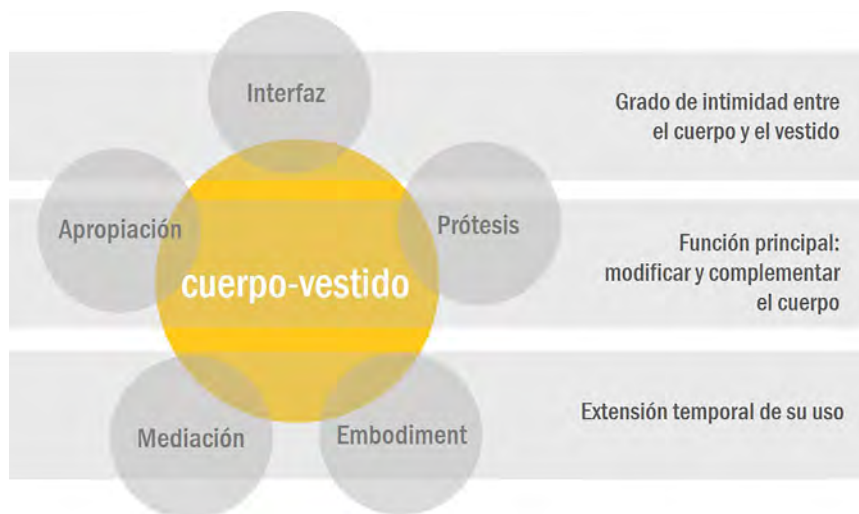 Interfaz
Grado de intimidad entre
el cuerpo y el vestido
Apropiación
Prótesis
cuerpo-vestido
Función principal:
modificar y complementar
el cuerpo
Mediación
Embodiment
Extensión temporal de su uso